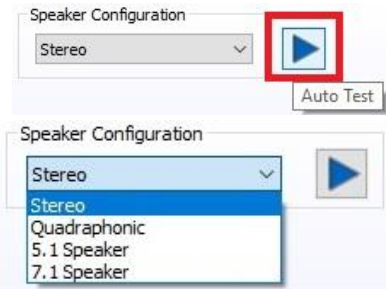 Speaker Configuration
Stereo
Auto Test
Speaker Configuration
Stereo
Stereo
Quadraphonic
5.1 Speaker
7.1 Speaker